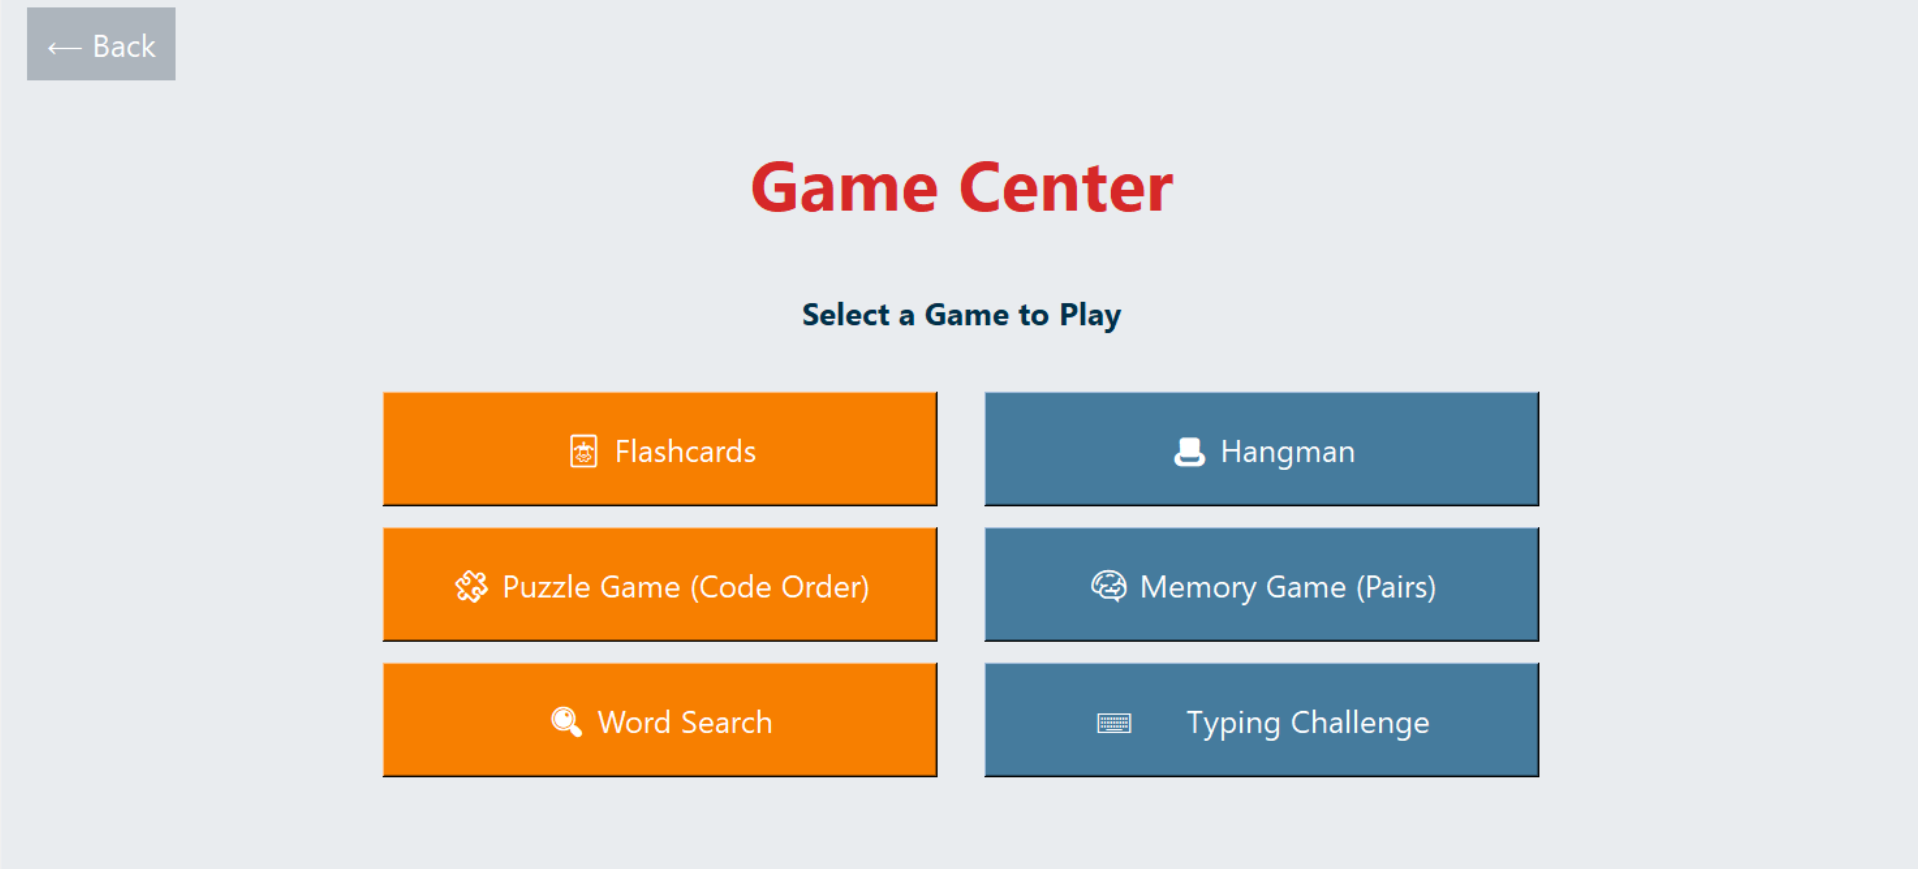 ← Back
Game Center
Select a Game to Play
Flashcards
Hangman
Puzzle Game (Code Order)
Memory Game (Pairs)
Word Search
Typing Challenge